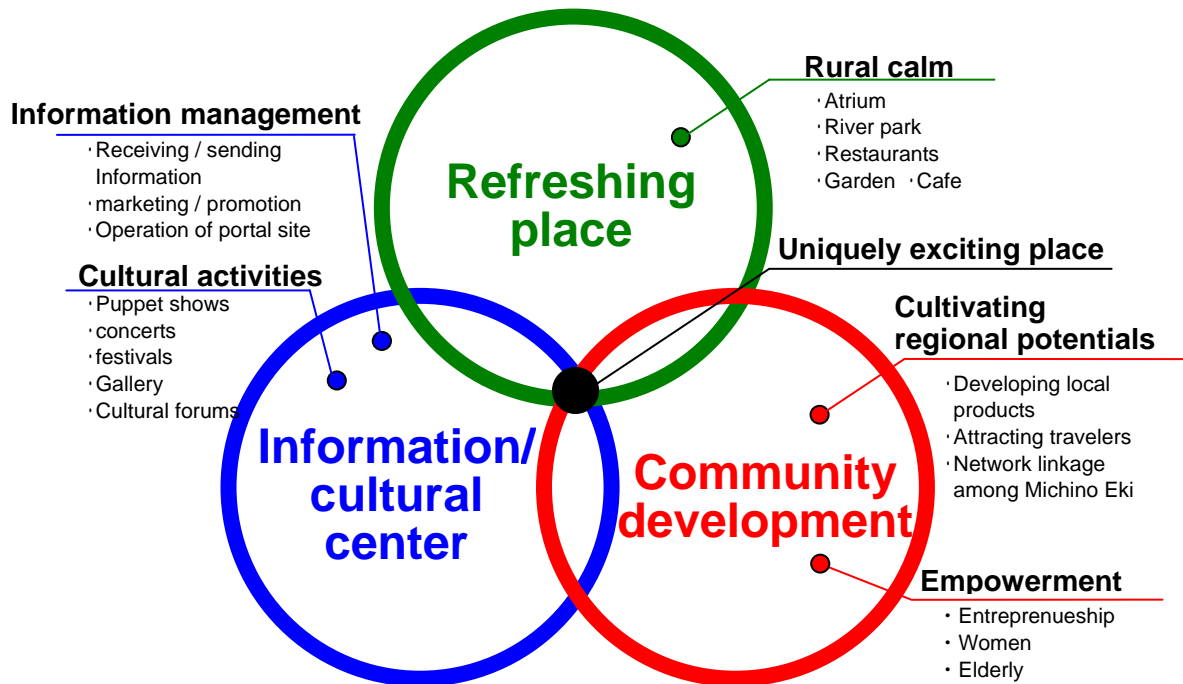 Rural calm
·Atrium
·River park
·Restaurants
·Garden ·Cafe
Information management
·Receiving / sending
Information
·marketing / promotion
·Operation of portal site
Refreshing
place
Uniquely exciting place
Cultural activities
·Puppet shows
·concerts
·festivals
·Gallery
·Cultural forums
Cultivating
regional potentials
·Developing local
products
·Attracting travelers
·Network linkage
among Michino Eki
Information/
cultural
center
Community
development
Empowerment
・Entreprenueship
・Women
・Elderly